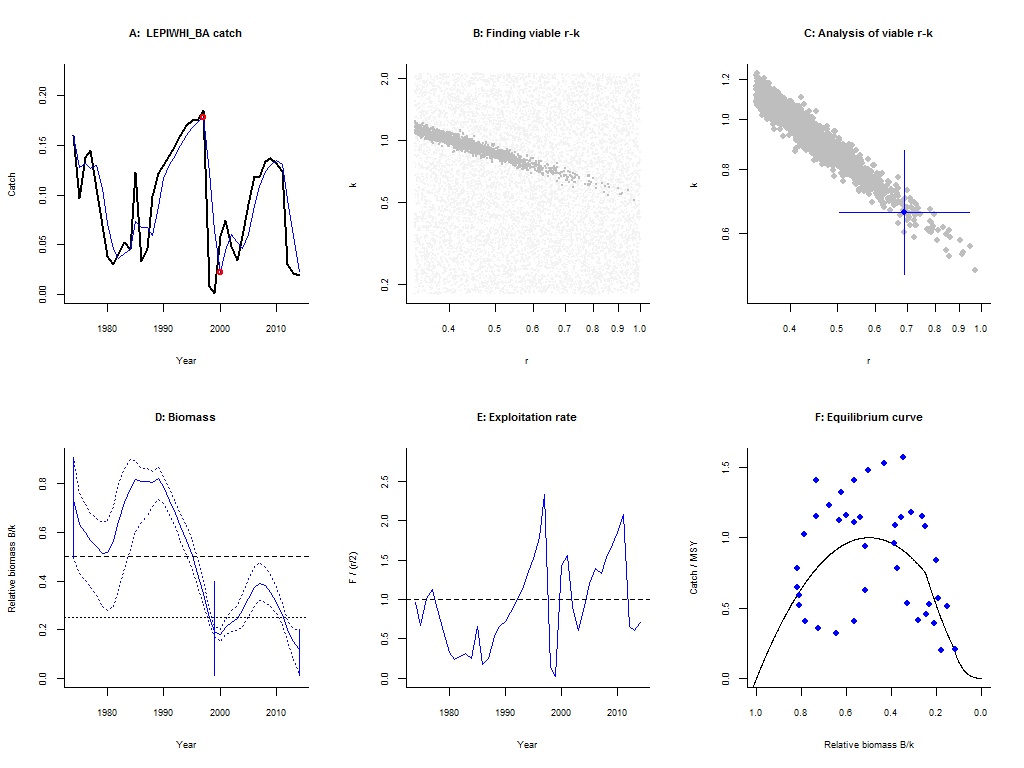 A: LEPIWHI_BA catch
B: Finding viable r-k
C: Analysis of viable r-k
Catch
0.00 0.05 0.10 0.15 0.20
1980 1990 2000 2010
Year
k
0.2 0.5 1.0 2.0
0.4 0.5 0.6 0.7 0.8 0.9 1.0
r
k
0.6 0.8 1.0 1.2
0.4 0.5 0.6 0.7 0.8 0.9 1.0
r
D: Biomass
E: Exploitation rate
F: Equilibrium curve
Relative biomass B/k
0.0 0.2 0.4 0.6 0.8
1980 1990 2000 2010
Year
F / (r/2)
0.0 0.5 1.0 1.5 2.0 2.5
1980 1990 2000 2010
Year
Catch / MSY
0.0 0.5 1.0 1.5
1.0 0.8 0.6 0.4 0.2 0.0
Relative biomass B/k